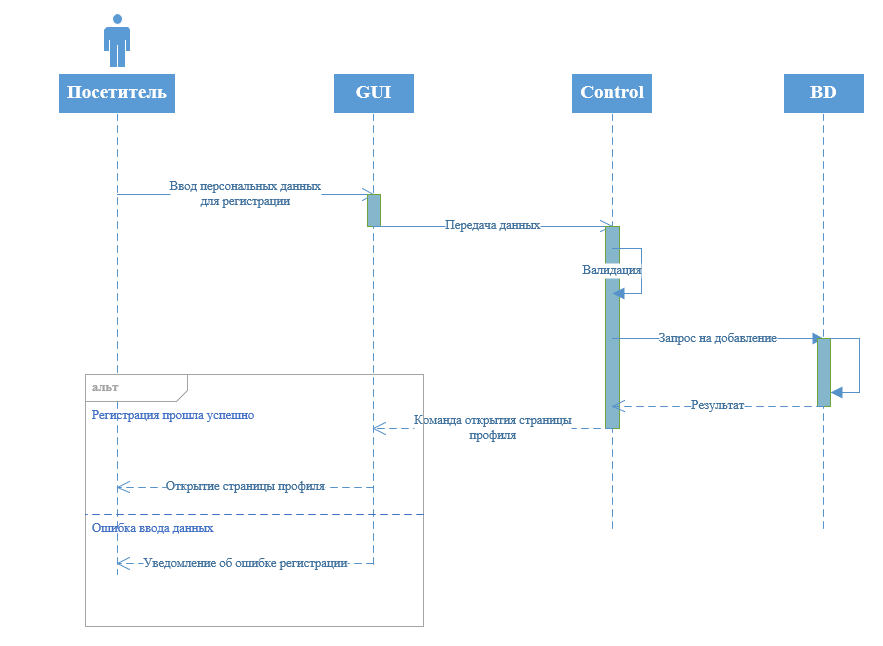 Посетитель
GUI
Control
BD
Ввод персональных данных
для регистрации
Передача данных
Валидация
Запрос на добавление
альт
Результат
Регистрация прошла успешно
Команда открытия страницы
профиля
Открытие страницы профиля
Ошибка ввода данных
Уведомление об ошибке регистрации